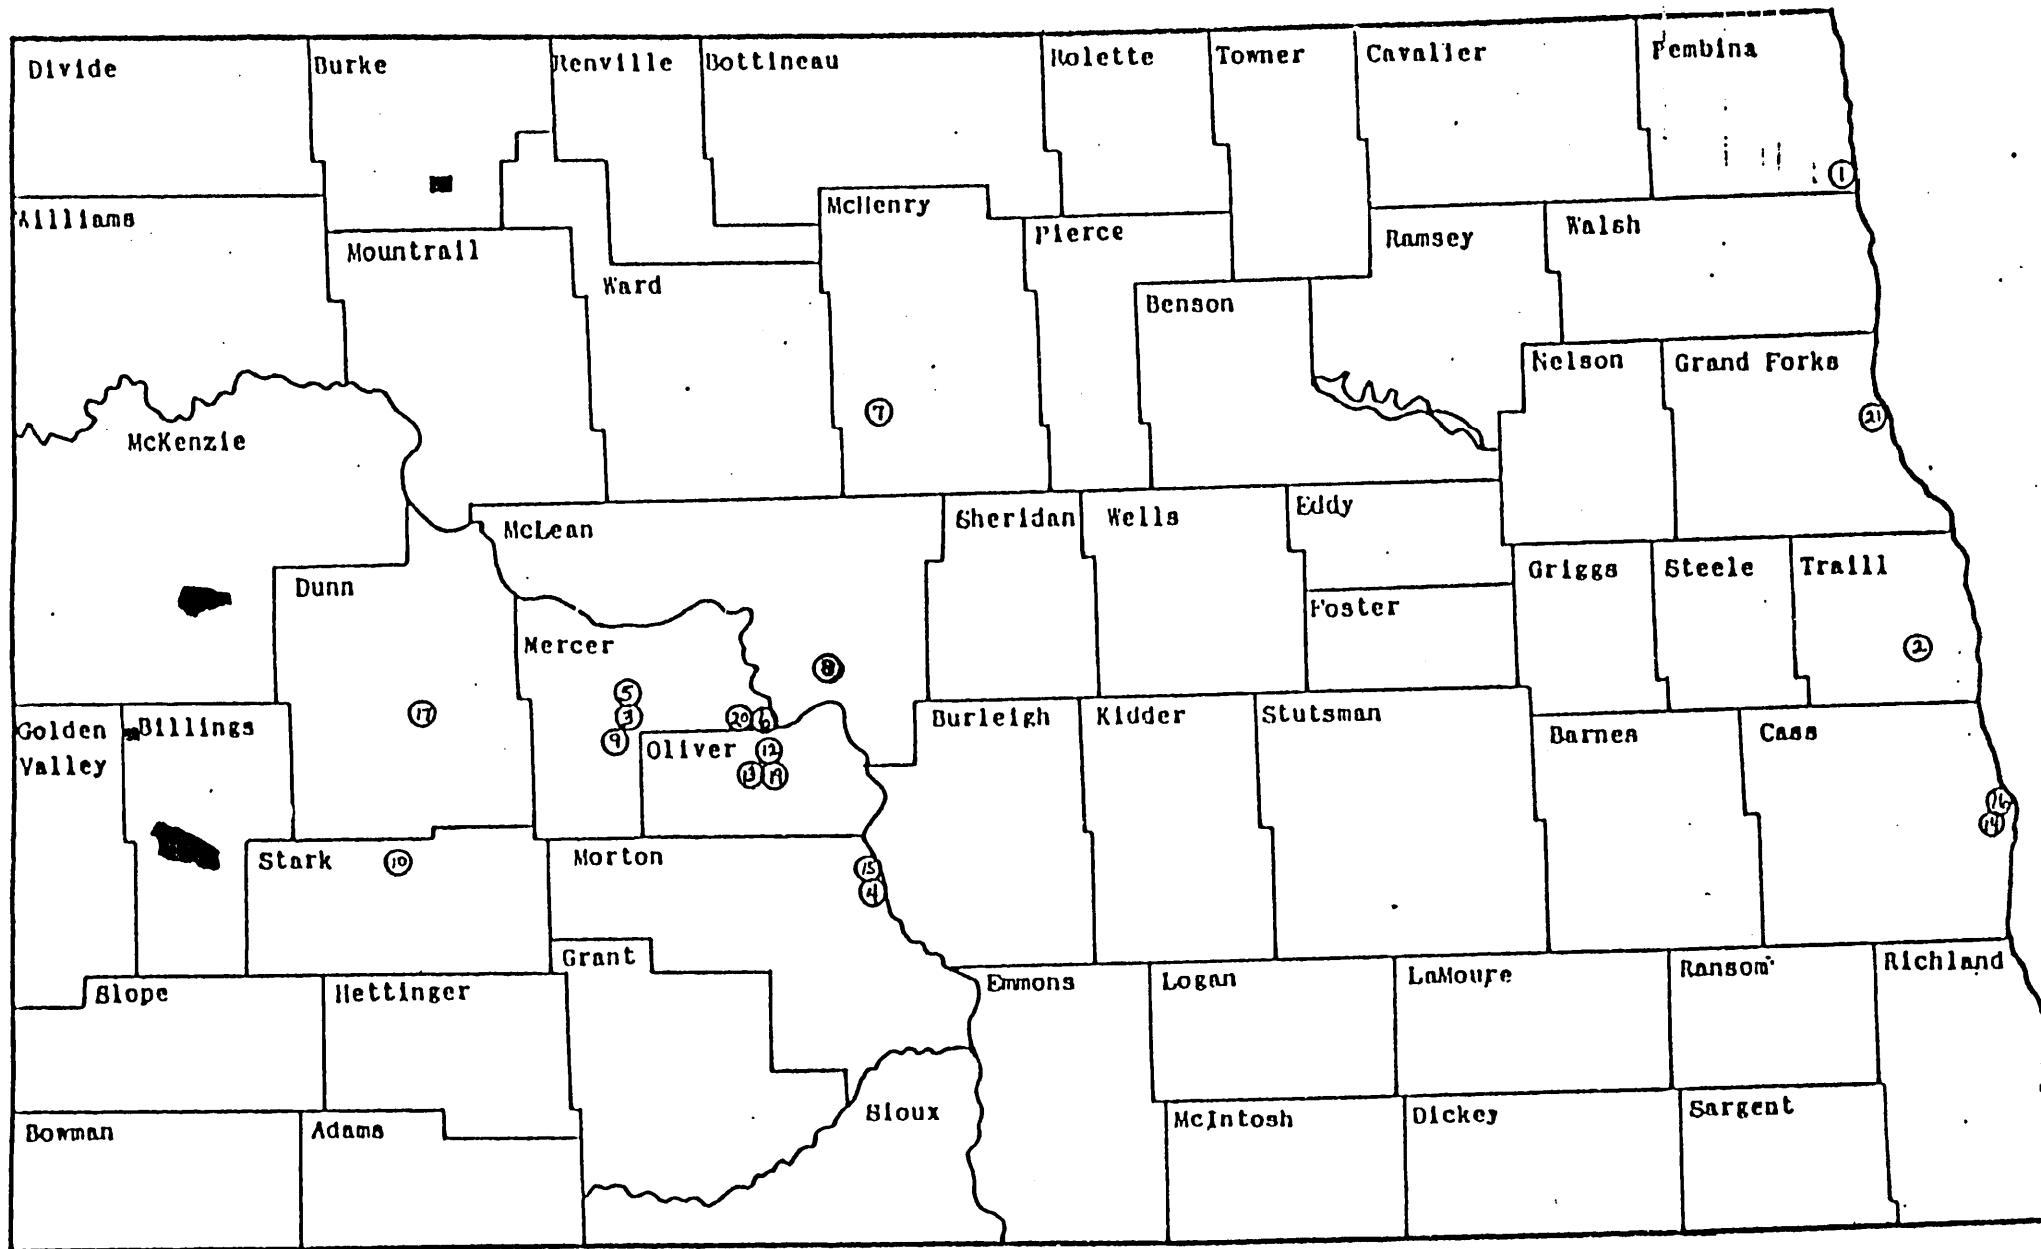 Divide
Burke
Renville
Bottineau
Rolette
Towner
Cavalier
Pembina
1
Williams
Mountrail
McHenry
Pierce
Ramsey
Walsh
Ward
Benson
Nelson
Grand Forks
McKenzie
7
21
McLean
Sheridan
Wells
Eddy
Dunn
Griggs
Steele
Traill
Foster
Mercer
8
2
5
17
3
20
6
Golden
Valley
Billings
9
Oliver
12
13
19
Burleigh
Kidder
Stutsman
Barnes
Cass
16
14
Stark
10
Morton
15
4
Grant
Slope
Hettinger
Emmons
Logan
LaMoure
Ransom
Richland
Bowman
Adams
Sioux
McIntosh
Dickey
Sargent